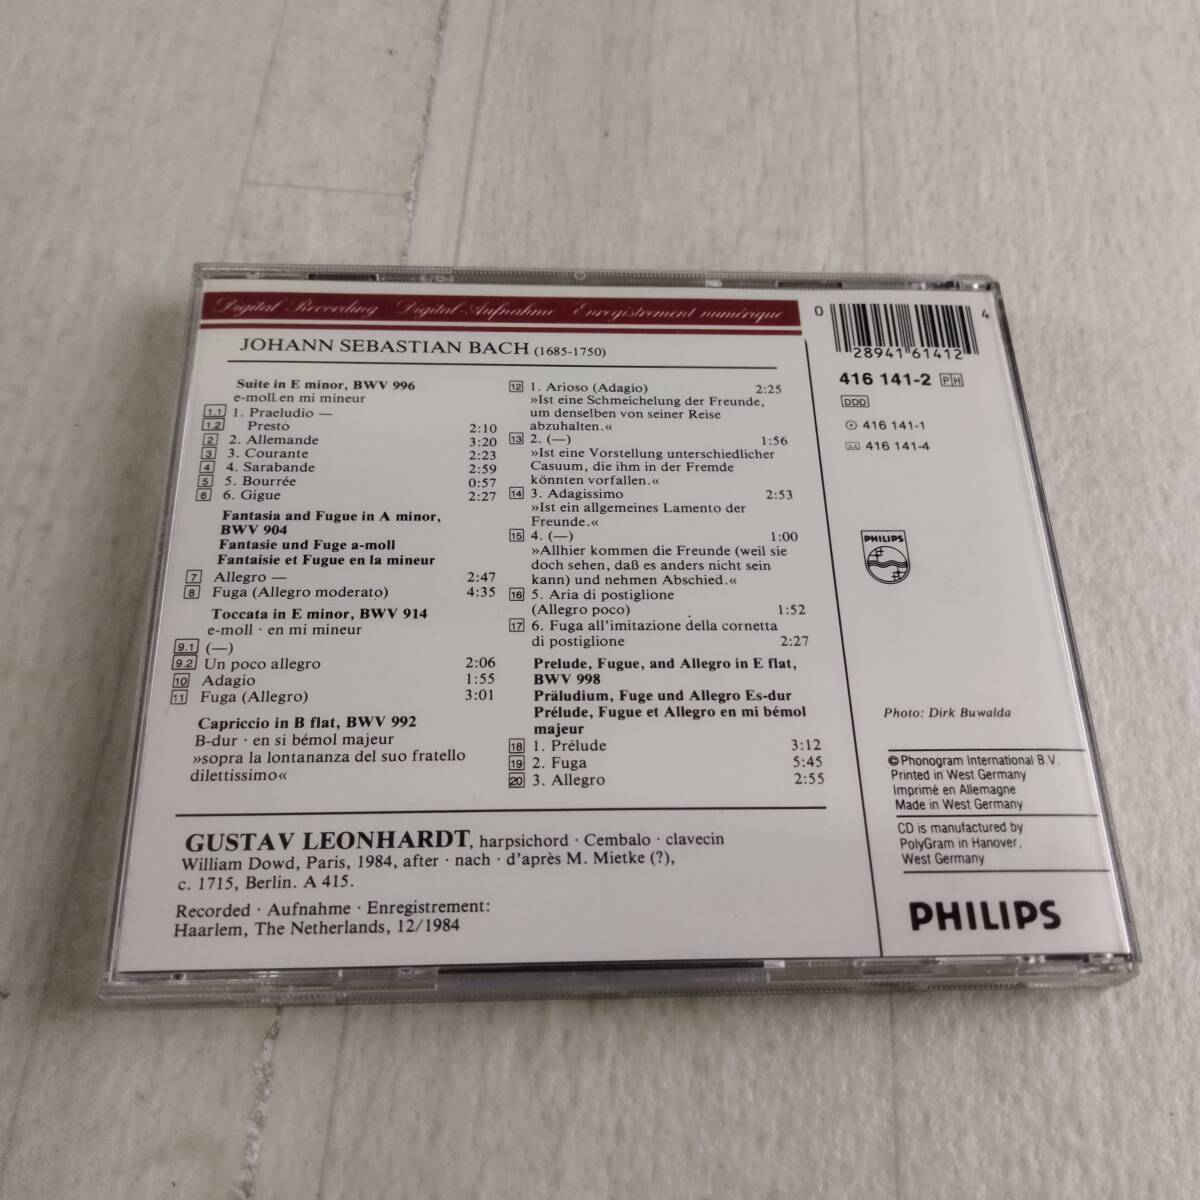 Digital Recording · Digital-Aufnahme · Enregistrement numérique
JOHANN SEBASTIAN BACH (1685-1750)
Suite in E minor, BWV 996
e-moll.en mi mineur
1.1 1. Praeludio —
1.2 Presto 2:10
2 2. Allemande 3:20
3 3. Courante 2:23
4 4. Sarabande 2:59
5 5. Bourrée 0:57
6 6. Gigue 2:27
Fantasia and Fugue in A minor,
BWV 904
Fantasie und Fuge a-moll
Fantaisie et Fugue en la mineur
7 Allegro — 2:47
8 Fuga (Allegro moderato) 4:35
Toccata in E minor, BWV 914
e-moll · en mi mineur
9.1 (—)
9.2 Un poco allegro 2:06
10 Adagio 1:55
11 Fuga (Allegro) 3:01
Capriccio in B flat, BWV 992
B-dur · en si bémol majeur
»sopra la lontananza del suo fratello
dilettissimo«
12 1. Arioso (Adagio) 2:25
»Ist eine Schmeichelung der Freunde,
um denselben von seiner Reise
abzuhalten.«
13 2. (—) 1:56
»Ist eine Vorstellung unterschiedlicher
Casuum, die ihm in der Fremde
könnten vorfallen.«
14 3. Adagissimo 2:53
»Ist ein allgemeines Lamento der
Freunde.«
15 4. (—) 1:00
»Allhier kommen die Freunde (weil sie
doch sehen, daß es anders nicht sein
kann) und nehmen Abschied.«
16 5. Aria di postiglione
(Allegro poco) 1:52
17 6. Fuga all'imitazione della cornetta
di postiglione 2:27
Prelude, Fugue, and Allegro in E flat,
BWV 998
Präludium, Fuge und Allegro Es-dur
Prélude, Fugue et Allegro en mi bémol
majeur
18 1. Prélude 3:12
19 2. Fuga 5:45
20 3. Allegro 2:55
GUSTAV LEONHARDT, harpsichord · Cembalo · clavecin
William Dowd, Paris, 1984, after · nach · d'après M. Mietke (?),
c. 1715, Berlin. A 415.
Recorded · Aufnahme · Enregistrement:
Haarlem, The Netherlands, 12/1984
0 28941 61412 4
416 141-2 PH
DDD
416 141-1
416 141-4
PHILIPS
Photo: Dirk Buwalda
© Phonogram International B.V.
Printed in West Germany
Imprimé en Allemagne
Made in West Germany
CD is manufactured by
PolyGram in Hanover,
West Germany
PHILIPS